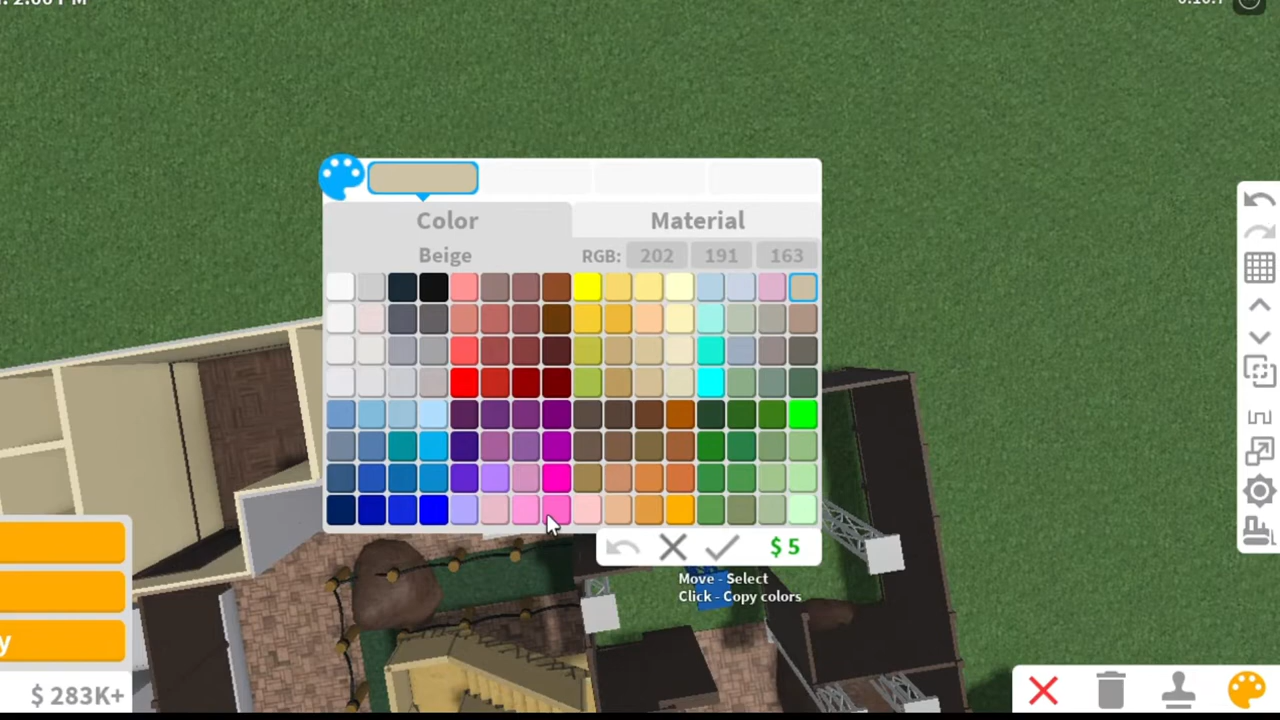 Color
Material
Beige
RGB: 202 191 163
$ 5
Move - Select
Click - Copy colors
y
$ 283K+